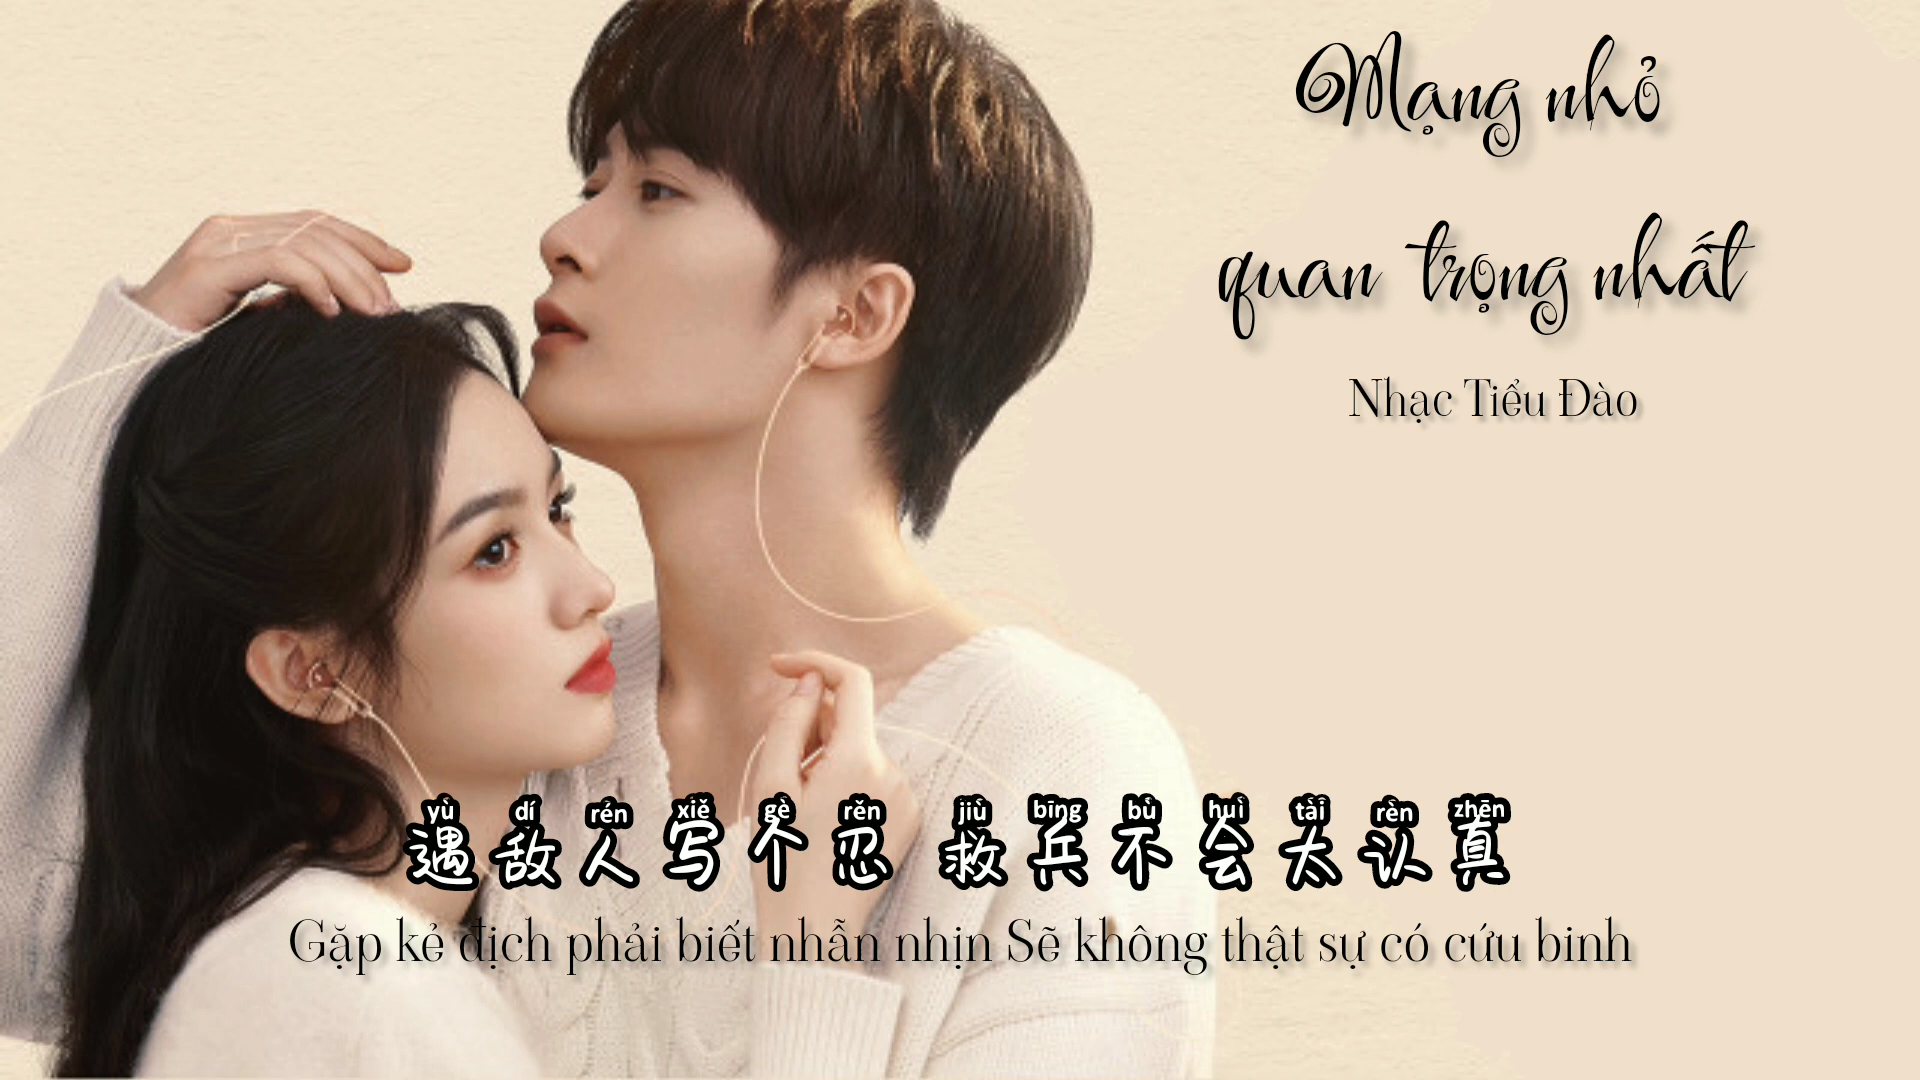 Mạng nhỏ
quan trọng nhất
Nhạc Tiểu Đào
yù dí rén xiě gè rěn jiù bīng bú huì tài rèn zhēn
遇敌人写个忍 救兵不会太认真
Gặp kẻ địch phải biết nhẫn nhịn Sẽ không thật sự có cứu binh